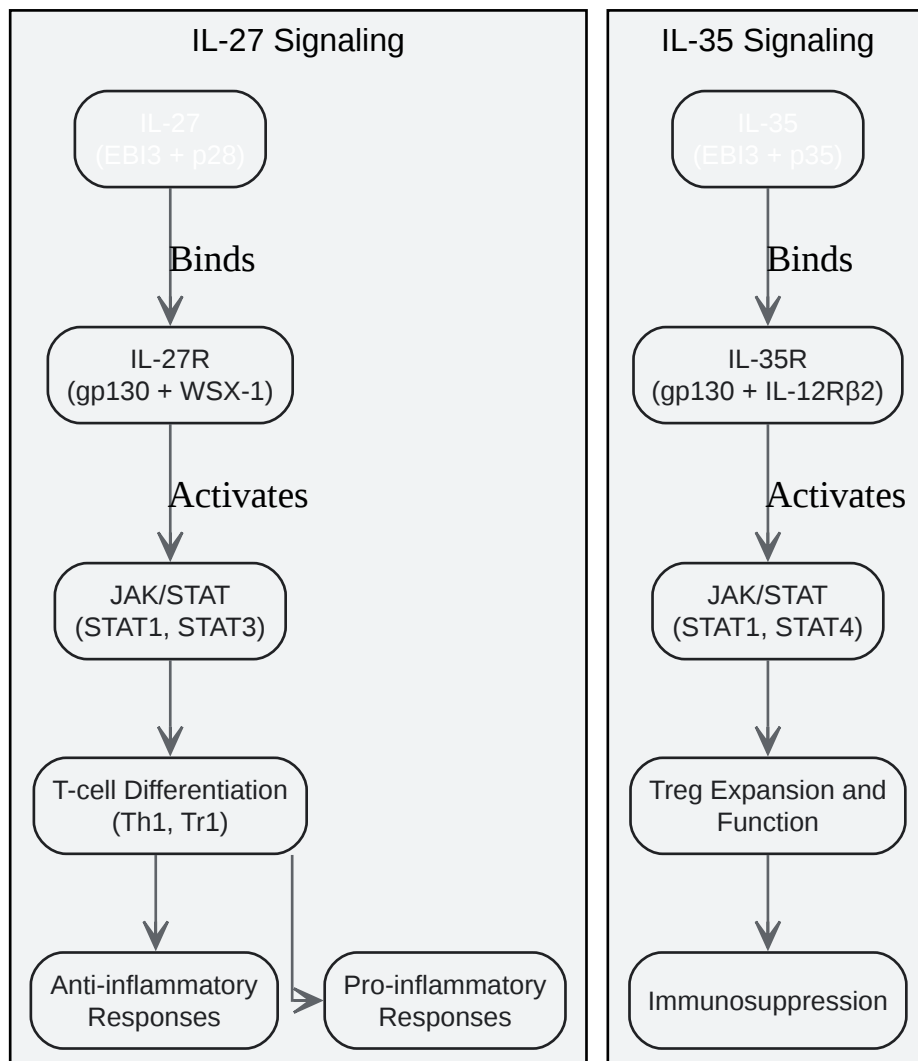 IL-27 Signaling
IL-27
(EBI3 + p28)
Binds
IL-27R
(gp130 + WSX-1)
Activates
JAK/STAT
(STAT1, STAT3)
T-cell Differentiation
(Th1, Tr1)
Anti-inflammatory
Responses
Pro-inflammatory
Responses
IL-35 Signaling
IL-35
(EBI3 + p35)
Binds
IL-35R
(gp130 + IL-12Rβ2)
Activates
JAK/STAT
(STAT1, STAT4)
Treg Expansion and
Function
Immunosuppression